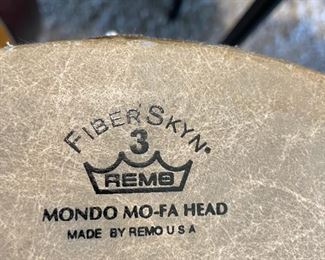 FIBERSKYN®
3
REMO
MONDO MO-FA HEAD
MADE BY REMO U S A